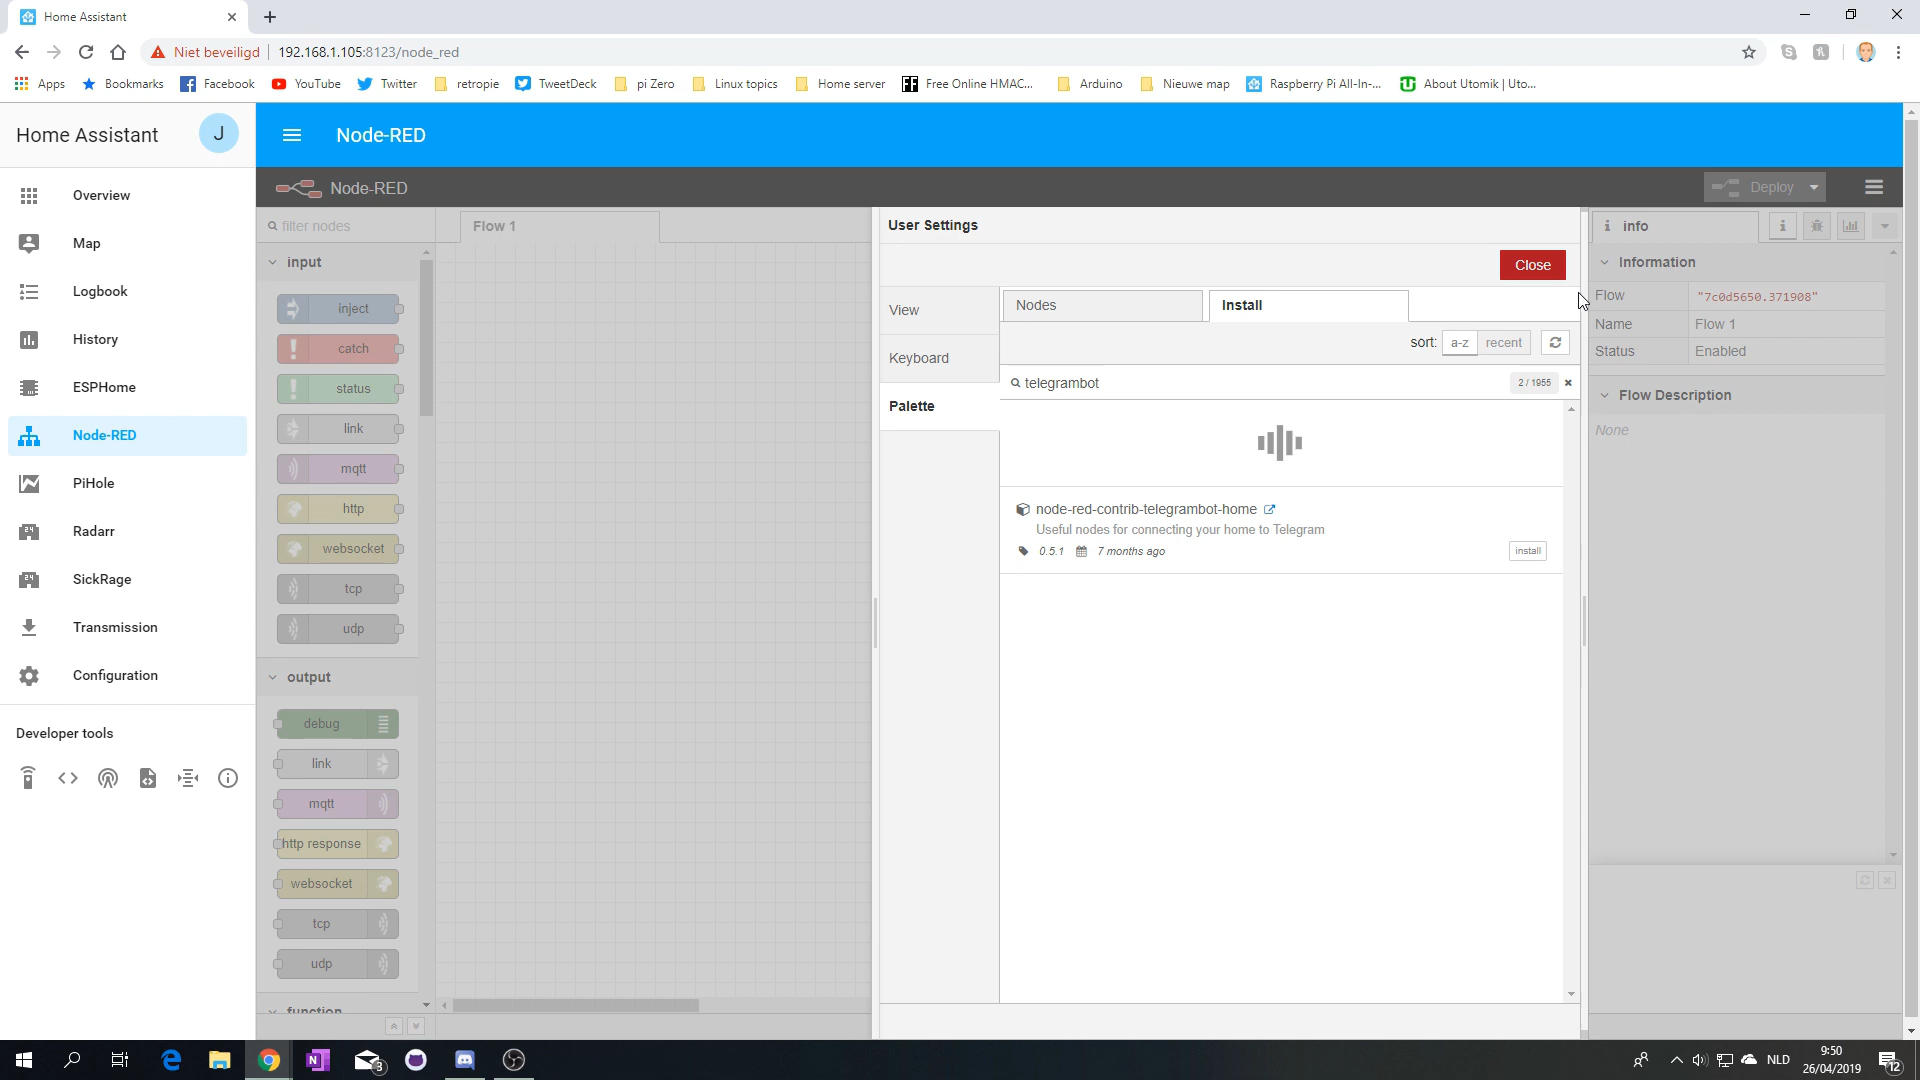 Home Assistant
Niet beveiligd | 192.168.1.105:8123/node_red
Apps Bookmarks Facebook YouTube Twitter retropie TweetDeck pi Zero Linux topics Home server Free Online HMAC... Arduino Nieuwe map Raspberry Pi All-In-... About Utomik | Uto...
Home Assistant J Node-RED
Node-RED Deploy
Overview
Map
Logbook
History
ESPHome
Node-RED
PiHole
Radarr
SickRage
Transmission
Configuration
Developer tools
filter nodes
input
inject
catch
status
link
mqtt
http
websocket
tcp
udp
output
debug
link
mqtt
http response
websocket
tcp
udp
function
Flow 1
User Settings
Close
View
Keyboard
Palette
Nodes Install
sort: a-z recent
telegrambot 2 / 1955
node-red-contrib-telegrambot-home
Useful nodes for connecting your home to Telegram
0.5.1 7 months ago install
info
Information
Flow "7c0d5650.371908"
Name Flow 1
Status Enabled
Flow Description
None
3
NLD
9:50
26/04/2019
12